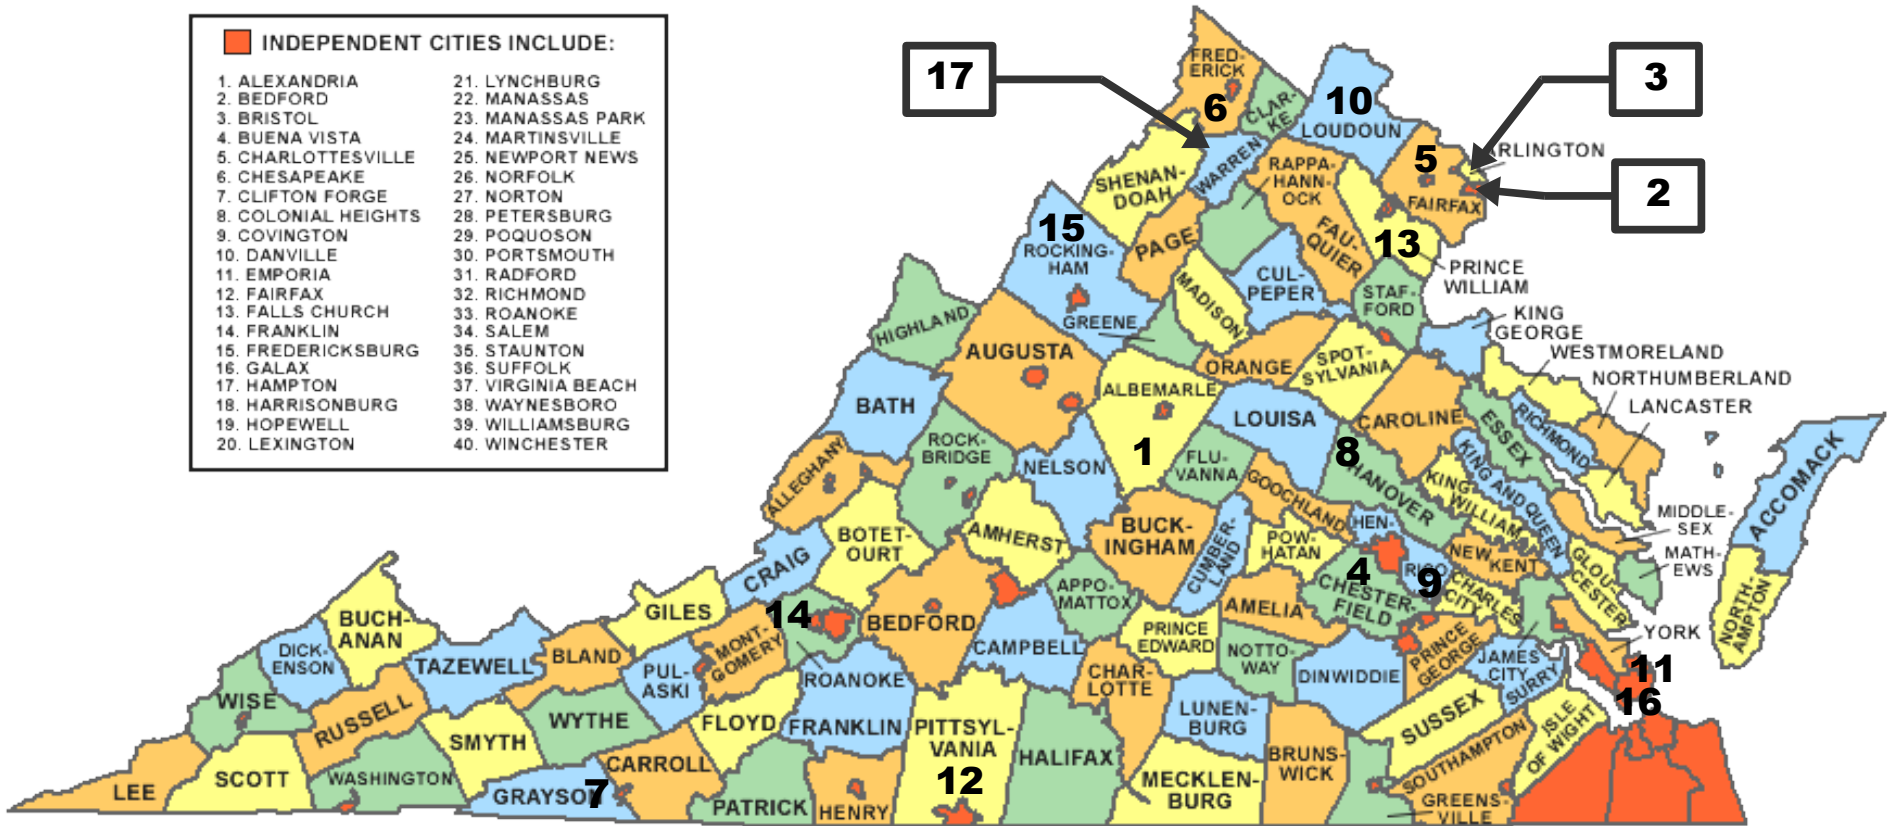 INDEPENDENT CITIES INCLUDE:
1. ALEXANDRIA
2. BEDFORD
3. BRISTOL
4. BUENA VISTA
5. CHARLOTTESVILLE
6. CHESAPEAKE
7. CLIFTON FORGE
8. COLONIAL HEIGHTS
9. COVINGTON
10. DANVILLE
11. EMPORIA
12. FAIRFAX
13. FALLS CHURCH
14. FRANKLIN
15. FREDERICKSBURG
16. GALAX
17. HAMPTON
18. HARRISONBURG
19. HOPEWELL
20. LEXINGTON
21. LYNCHBURG
22. MANASSAS
23. MANASSAS PARK
24. MARTINSVILLE
25. NEWPORT NEWS
26. NORFOLK
27. NORTON
28. PETERSBURG
29. POQUOSON
30. PORTSMOUTH
31. RADFORD
32. RICHMOND
33. ROANOKE
34. SALEM
35. STAUNTON
36. SUFFOLK
37. VIRGINIA BEACH
38. WAYNESBORO
39. WILLIAMSBURG
40. WINCHESTER
17
3
2
FRED-
ERICK
6
CLAR-
KE
10
LOUDOUN
WARREN
SHENAN-
DOAH
RAPPA-
HANN-
OCK
5
FAIRFAX
ARLINGTON
15
ROCKING-
HAM
PAGE
FAU-
QUIER
13
PRINCE
WILLIAM
MADISON
CUL-
PEPER
STAF-
FORD
KING
GEORGE
HIGHLAND
GREENE
AUGUSTA
ORANGE
SPOT-
SYLVANIA
WESTMORELAND
NORTHUMBERLAND
LANCASTER
BATH
ALBEMARLE
1
LOUISA
CAROLINE
ESSEX
RICHMOND
ACCOMACK
ALLEGHANY
ROCK-
BRIDGE
NELSON
FLU-
VANNA
GOOCHLAND
8
HANOVER
KING
WILLIAM
KING AND QUEEN
MIDDLE-
SEX
MATH-
EWS
BOTET-
OURT
AMHERST
BUCK-
INGHAM
CUMBER-
LAND
POW-
HATAN
HEN-
RICO
NEW
KENT
GLOU-
CESTER
CRAIG
4
CHESTER-
FIELD
9
CHARLES
CITY
NORTH-
AMPTON
BUCH-
ANAN
GILES
14
BEDFORD
APPO-
MATTOX
AMELIA
YORK
DICK-
ENSON
TAZEWELL
BLAND
MONT-
GOMERY
ROANOKE
CAMPBELL
PRINCE
EDWARD
NOTTO-
WAY
DINWIDDIE
PRINCE
GEORGE
JAMES
CITY
SURRY
11
16
WISE
RUSSELL
PUL-
ASKI
CHAR-
LOTTE
LUNEN-
BURG
SUSSEX
ISLE
OF WIGHT
WYTHE
FLOYD
FRANKLIN
PITTSYL-
VANIA
12
HALIFAX
LEE
SCOTT
WASHINGTON
SMYTH
GRAYSON
7
CARROLL
PATRICK
HENRY
MECKLEN-
BURG
BRUNS-
WICK
SOUTHAMPTON
GREENS-
VILLE